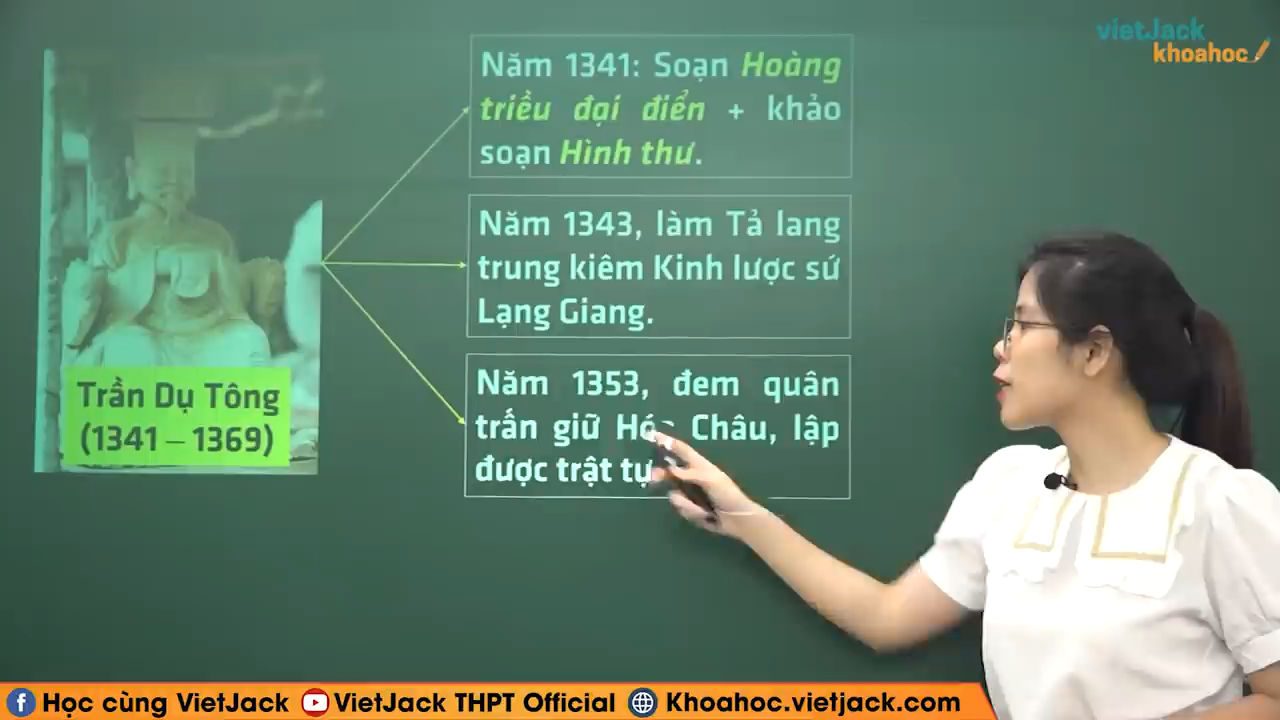 vietJack
khoahoc
Năm 1341: Soạn Hoàng
triều đại điển + khảo
soạn Hình thư.
Năm 1343, làm Tả lang
trung kiêm Kinh lược sứ
Lạng Giang.
Năm 1353, đem quân
trấn giữ Châu, lập
được trật tự
Trần Dụ Tông
(1341 – 1369)
Học cùng VietJack VietJack THPT Official Khoahoc.vietjack.com